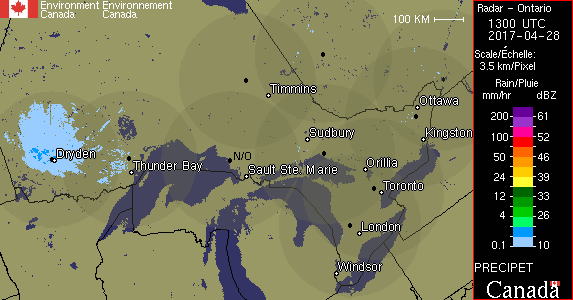 Environment Environnement
Canada Canada
100 KM
Timmins
Ottawa
Sudbury
Kingston
Dryden
Thunder Bay
N/O
Sault Ste. Marie
Orillia
Toronto
London
Windsor
Radar - Ontario
1300 UTC
2017-04-28
Scale/Échelle:
3.5 km/Pixel
Rain/Pluie
mm/hr dBZ
200 61
100 52
50 46
24 39
12 33
4 26
0.1 10
PRECIPET
Canada